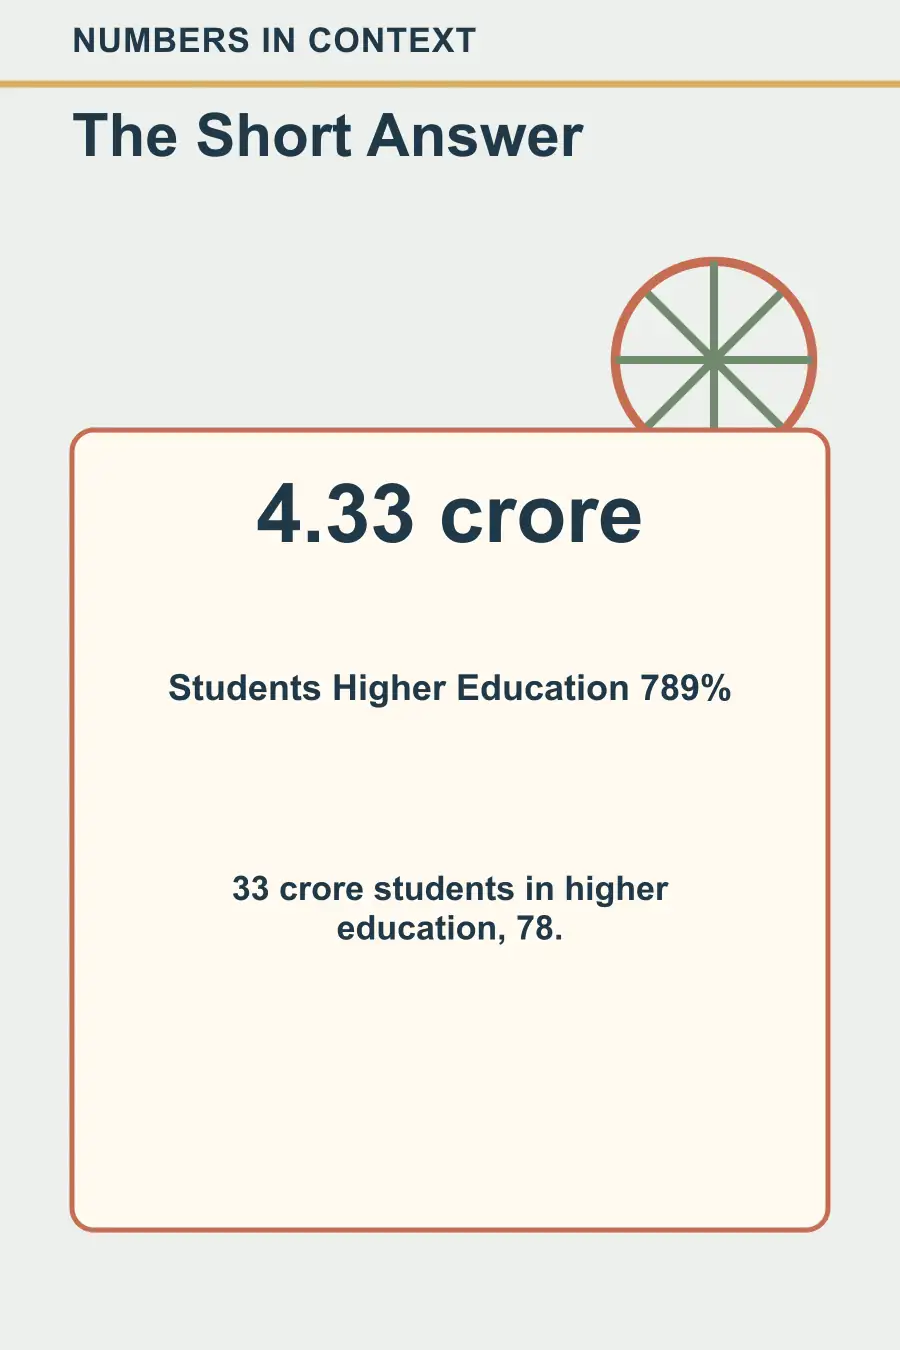 NUMBERS IN CONTEXT
The Short Answer
4.33 crore
Students Higher Education 789%
33 crore students in higher
education, 78.